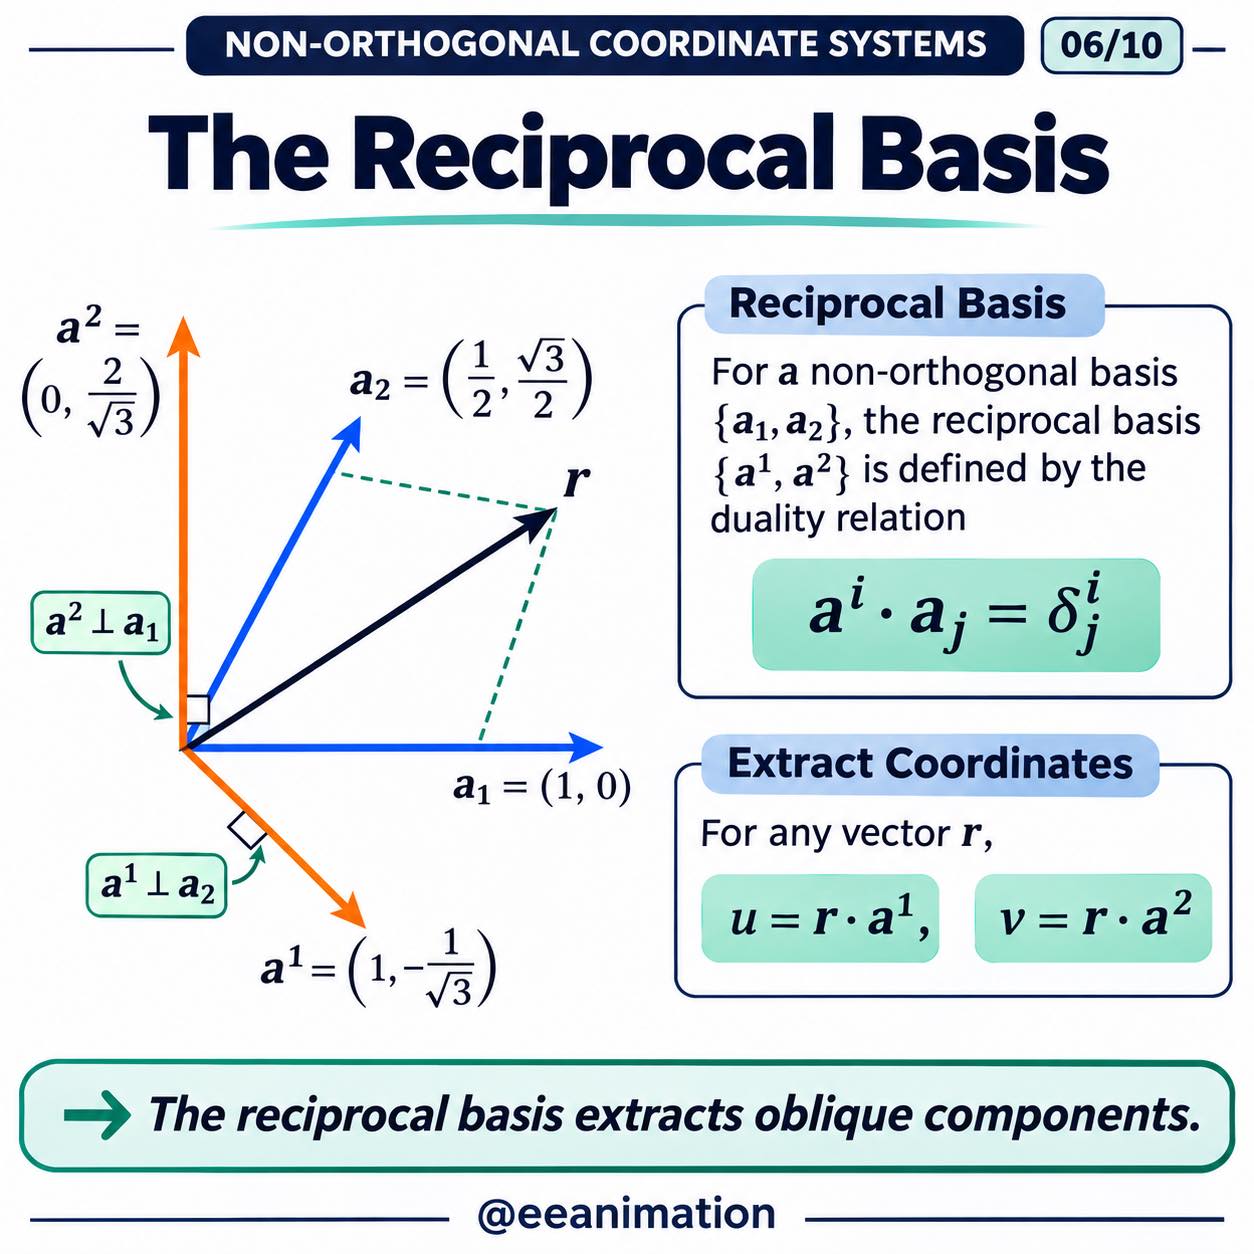 NON-ORTHOGONAL COORDINATE SYSTEMS
06/10
The Reciprocal Basis
a² =
(0, 2/√3)
a₂ = (1/2, √3/2)
r
a² ⊥ a₁
a₁ = (1, 0)
a¹ ⊥ a₂
a¹ = (1, −1/√3)
Reciprocal Basis
For a non-orthogonal basis
{a₁, a₂}, the reciprocal basis
{a¹, a²} is defined by the
duality relation
aⁱ · aⱼ = δⁱⱼ
Extract Coordinates
For any vector r,
u = r · a¹,
v = r · a²
→ The reciprocal basis extracts oblique components.
@eeanimation